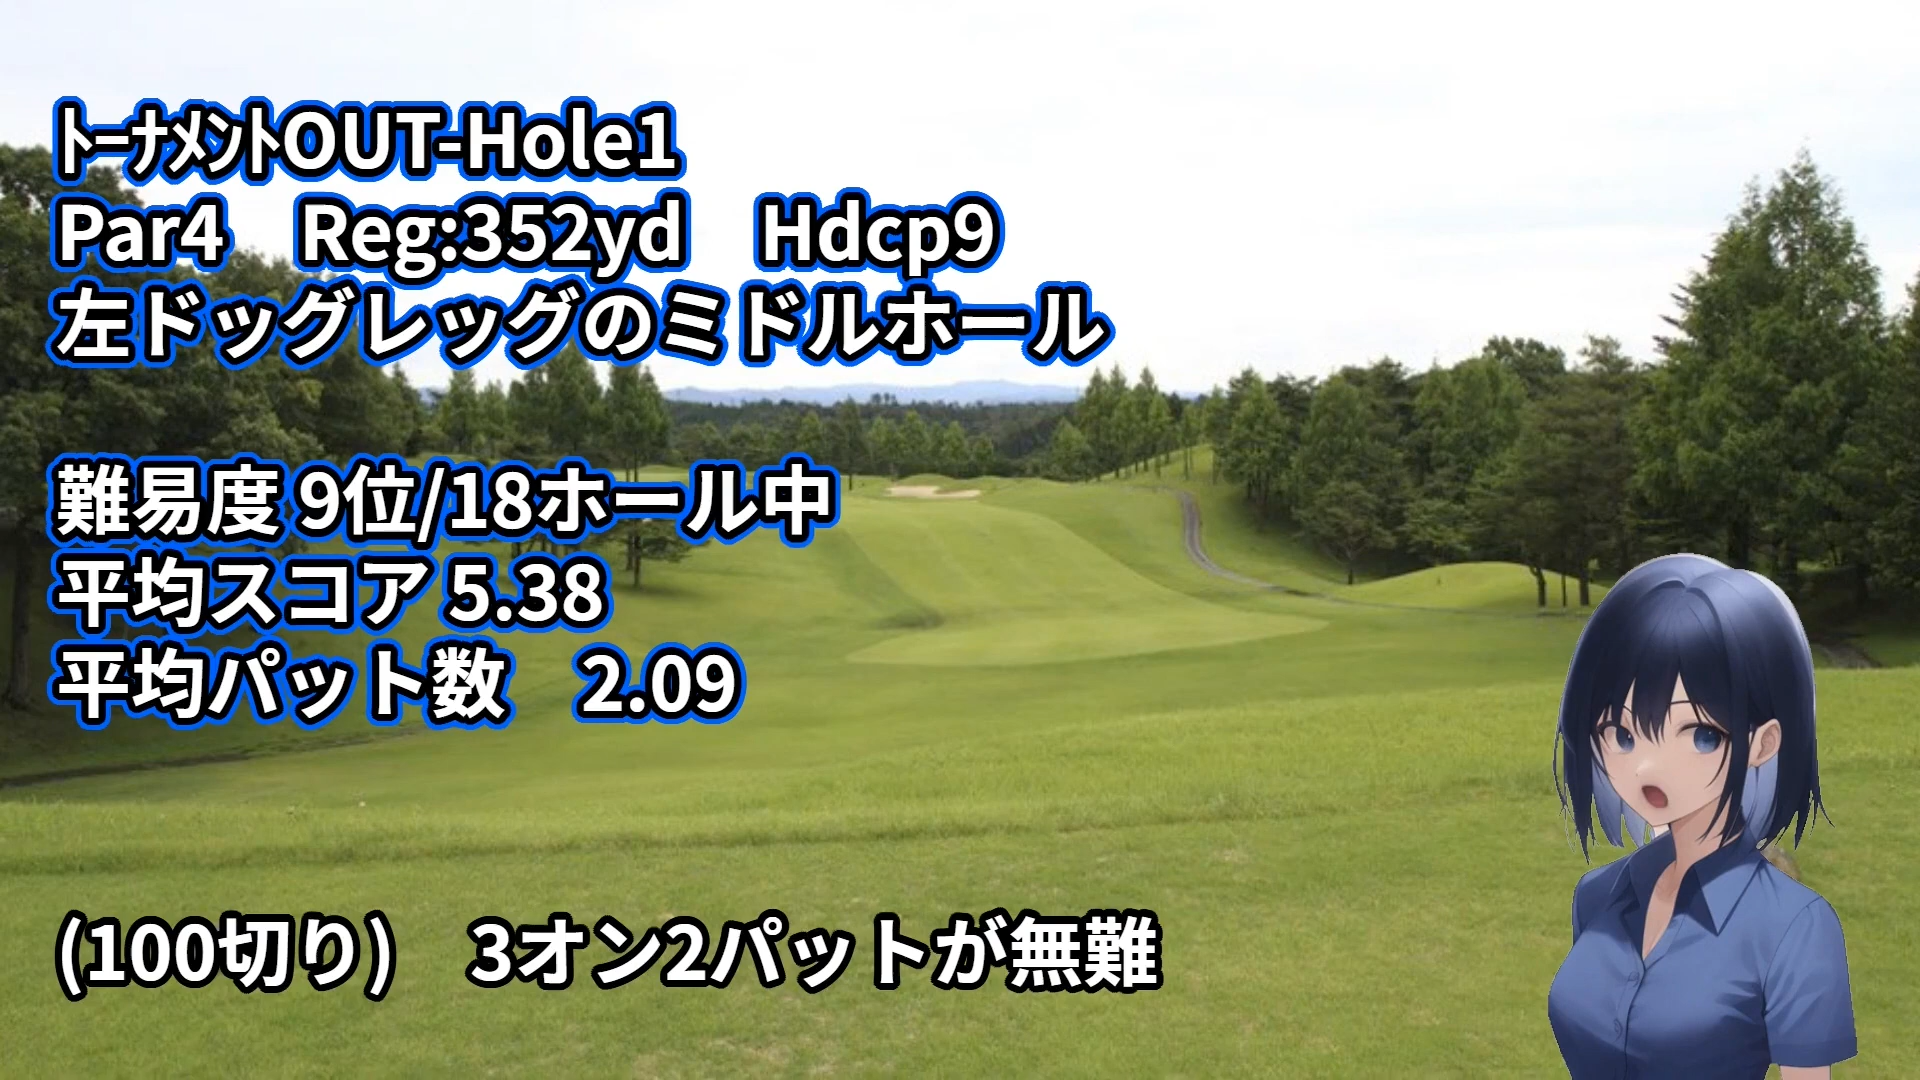 ﾄｰﾅﾒﾝﾄOUT-Hole1
Par4　Reg:352yd　Hdcp9
左ドッグレッグのミドルホール
難易度 9位/18ホール中
平均スコア 5.38
平均パット数　2.09
(100切り)　3オン2パットが無難